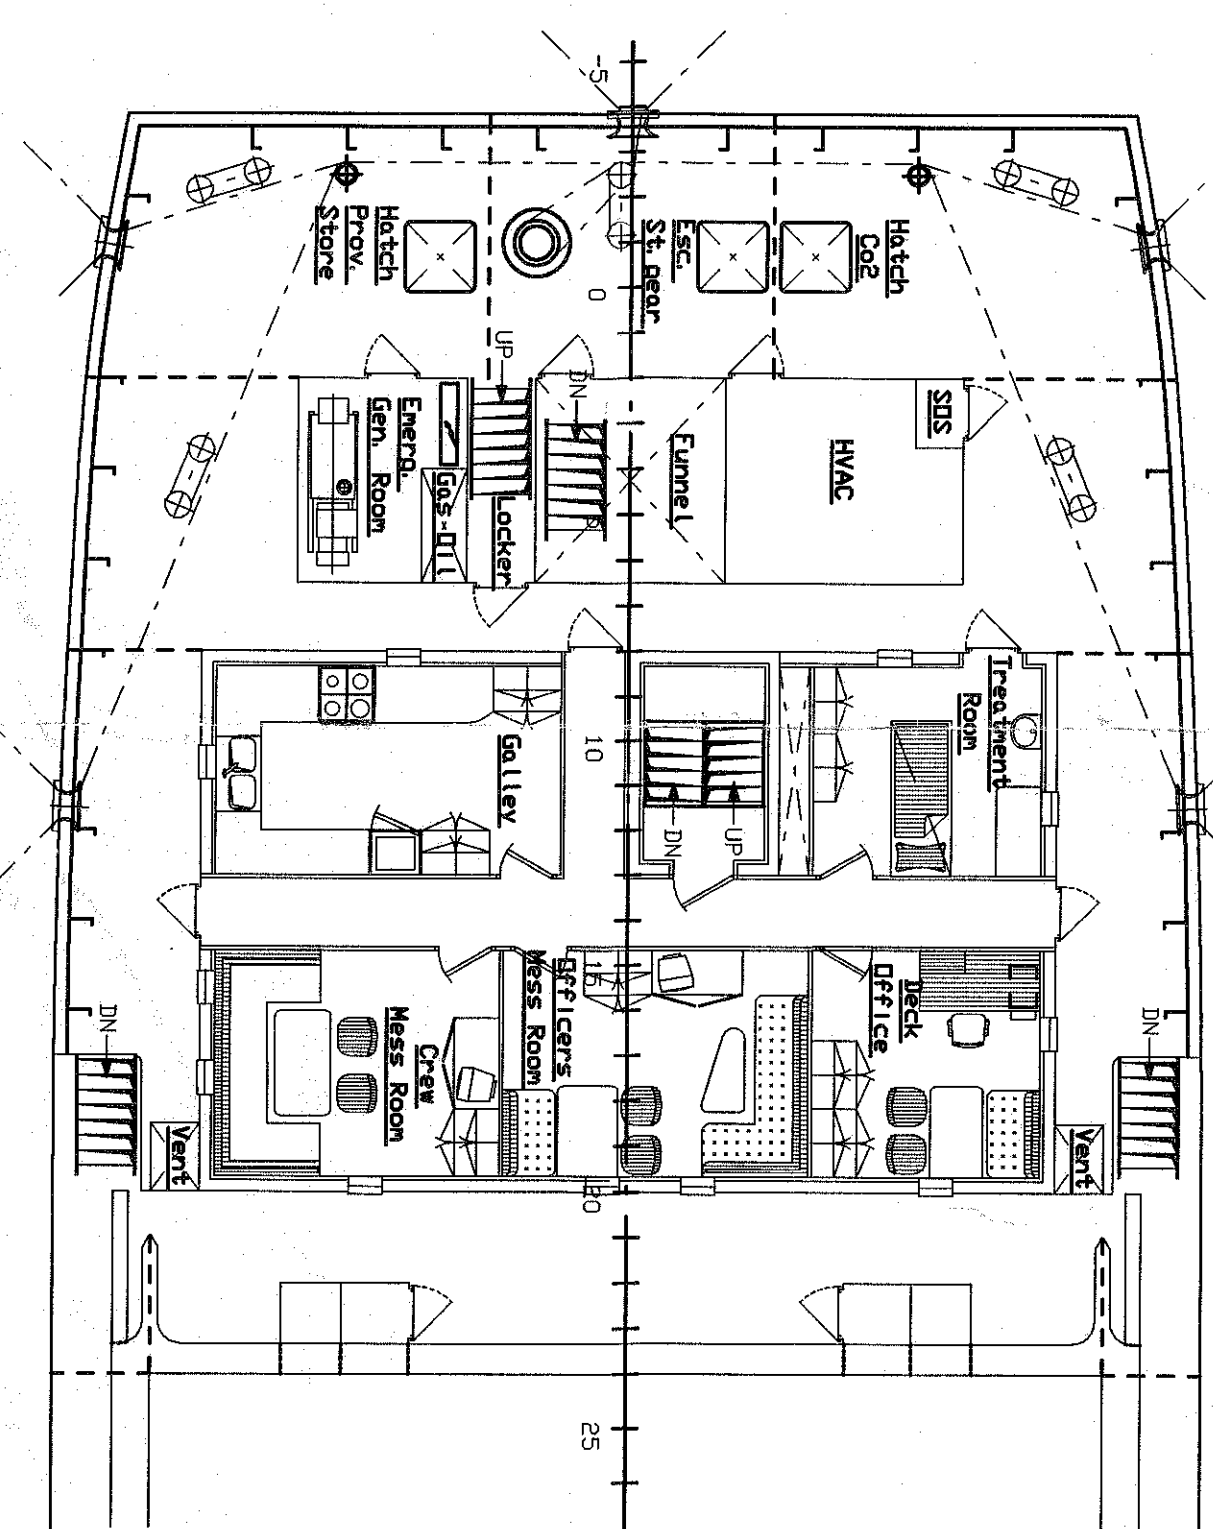 -5
Hatch
Prov.
Store
Esc.
St. gear
Hatch
Co2
0
UP
DN
Emerg.
Gen. Room
Gas-Oil
Locker
Funnel
HVAC
SOS
Galley
10
DN
UP
Treatment
Room
Crew
Mess Room
Officers
Mess Room
15
Deck
Office
DN
DN
Vent
Vent
20
25